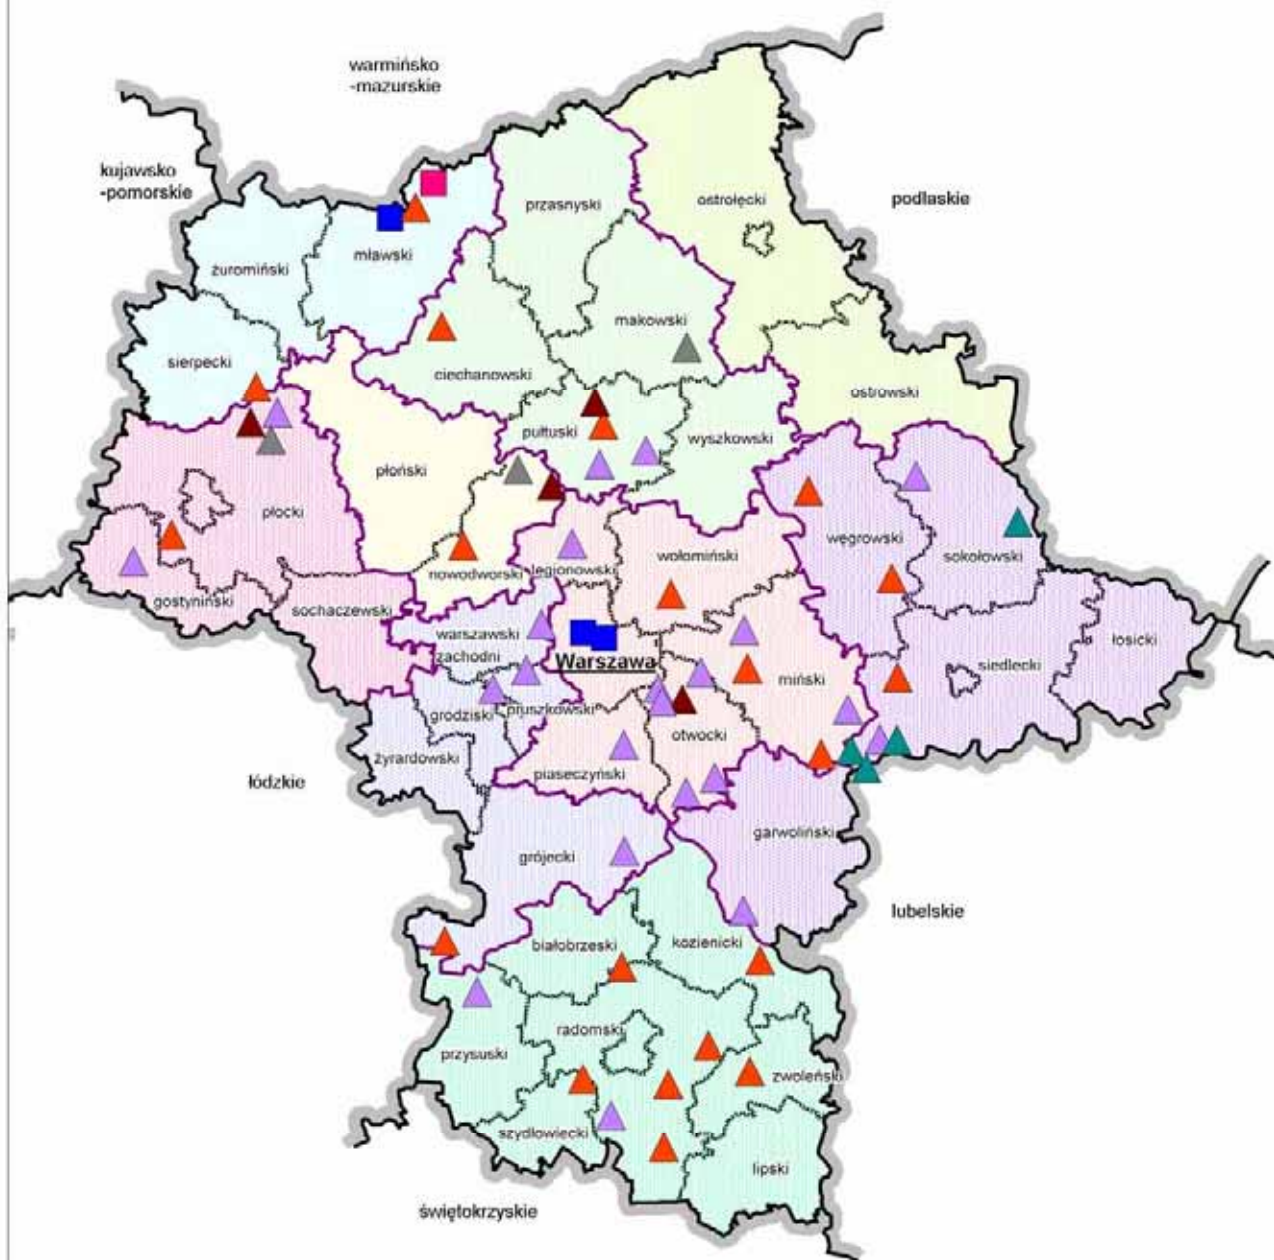 warmińsko
-mazurskie
kujawsko
-pomorskie
podlaskie
ostrołęcki
przasnyski
mławski
żuromiński
makowski
sierpecki
ciechanowski
ostrowski
pułtuski
wyszkowski
płoński
płocki
węgrowski
sokołowski
wołomiński
legionowski
nowodworski
gostyniński
sochaczewski
warszawski
zachodni
Warszawa
łosicki
siedlecki
miński
grodziski
pruszkowski
otwocki
żyrardowski
piaseczyński
łódzkie
garwoliński
grójecki
lubelskie
białobrzeski
kozienicki
radomski
przysuski
zwoleński
szydłowiecki
lipski
świętokrzyskie